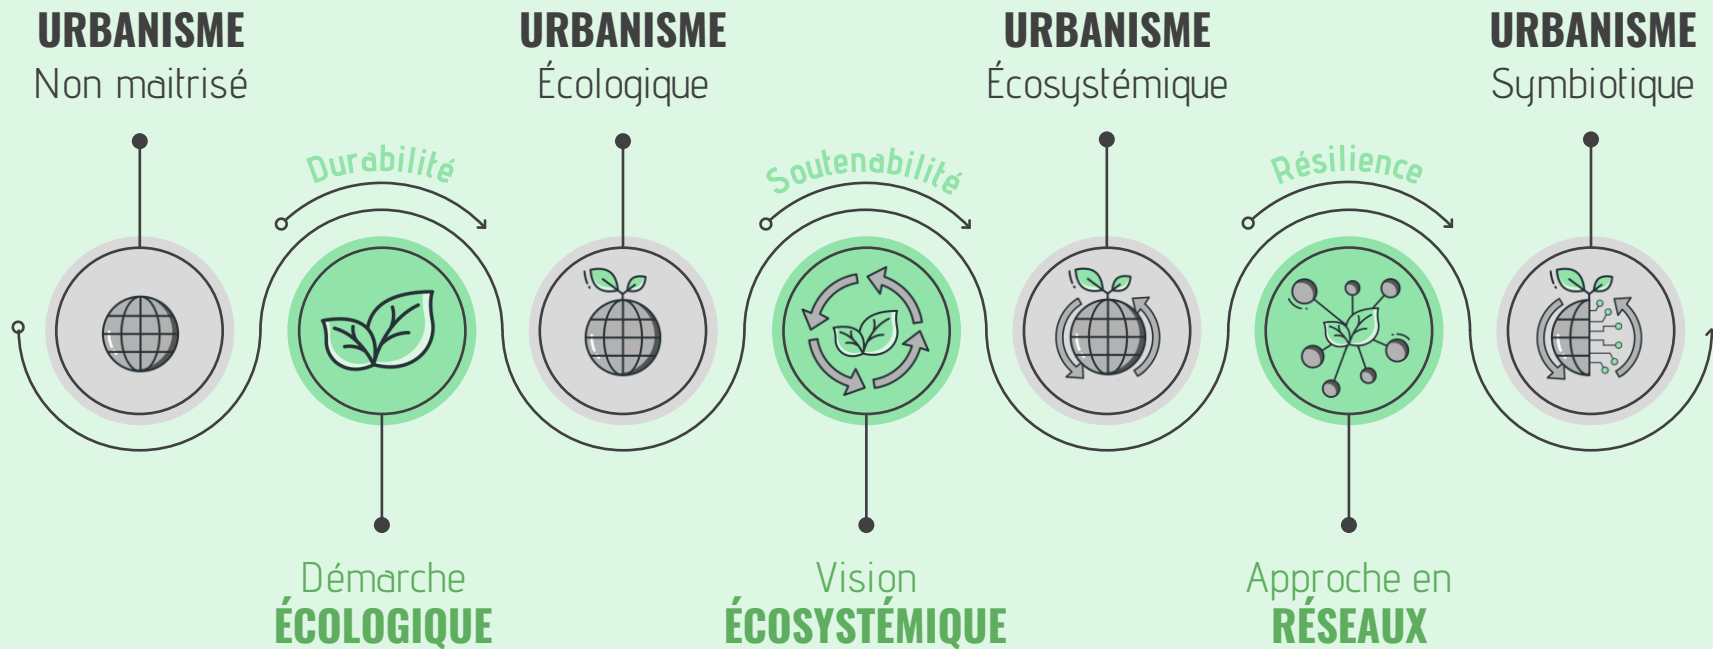 URBANISME
Non maitrisé
URBANISME
Écologique
URBANISME
Écosystémique
URBANISME
Symbiotique
Durabilité
Soutenabilité
Résilience
Démarche
ÉCOLOGIQUE
Vision
ÉCOSYSTÉMIQUE
Approche en
RÉSEAUX